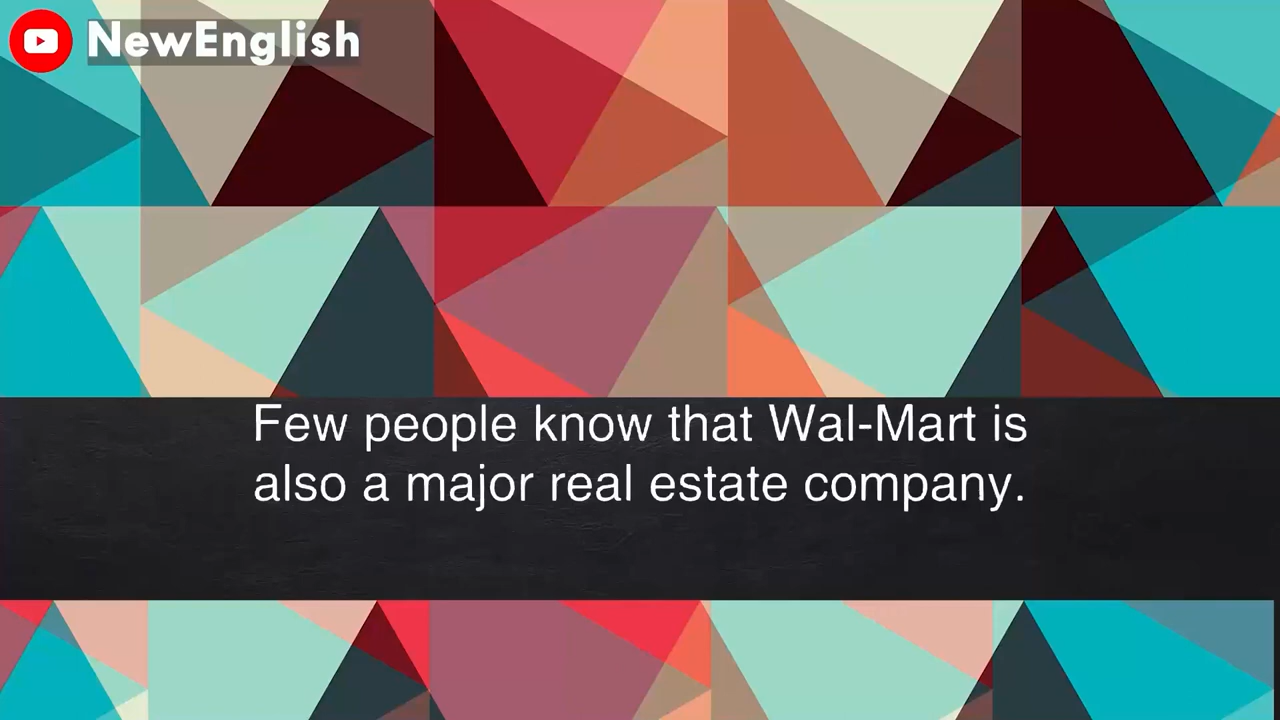 NewEnglish
Few people know that Wal-Mart is
also a major real estate company.